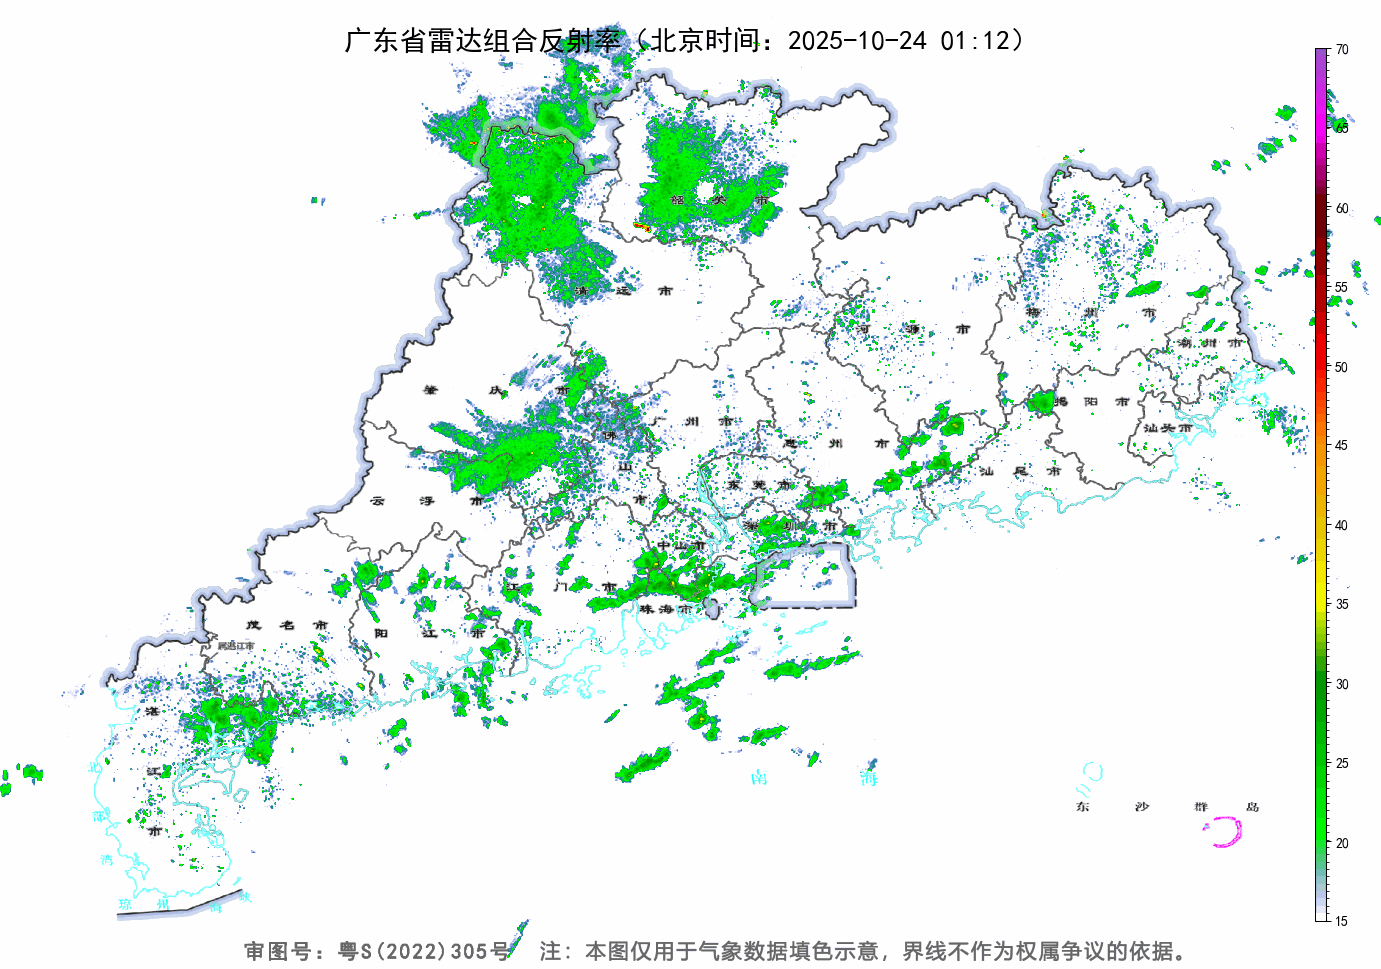 广东省雷达组合反射率（北京时间：2025-10-24 01:12）
70
65
60
55
50
45
40
35
30
25
20
15
韶关市
清远市
河源市
梅州市
潮州市
肇庆市
广州市
惠州市
揭阳市
汕头市
佛山市
东莞市
汕尾市
云浮市
深圳市
中山市
江门市
珠海市
茂名市
阳江市
属湛江市
湛江市
北部湾
南海
东沙群岛
琼州海峡
审图号：粤S(2022)305号 注：本图仅用于气象数据填色示意，界线不作为权属争议的依据。